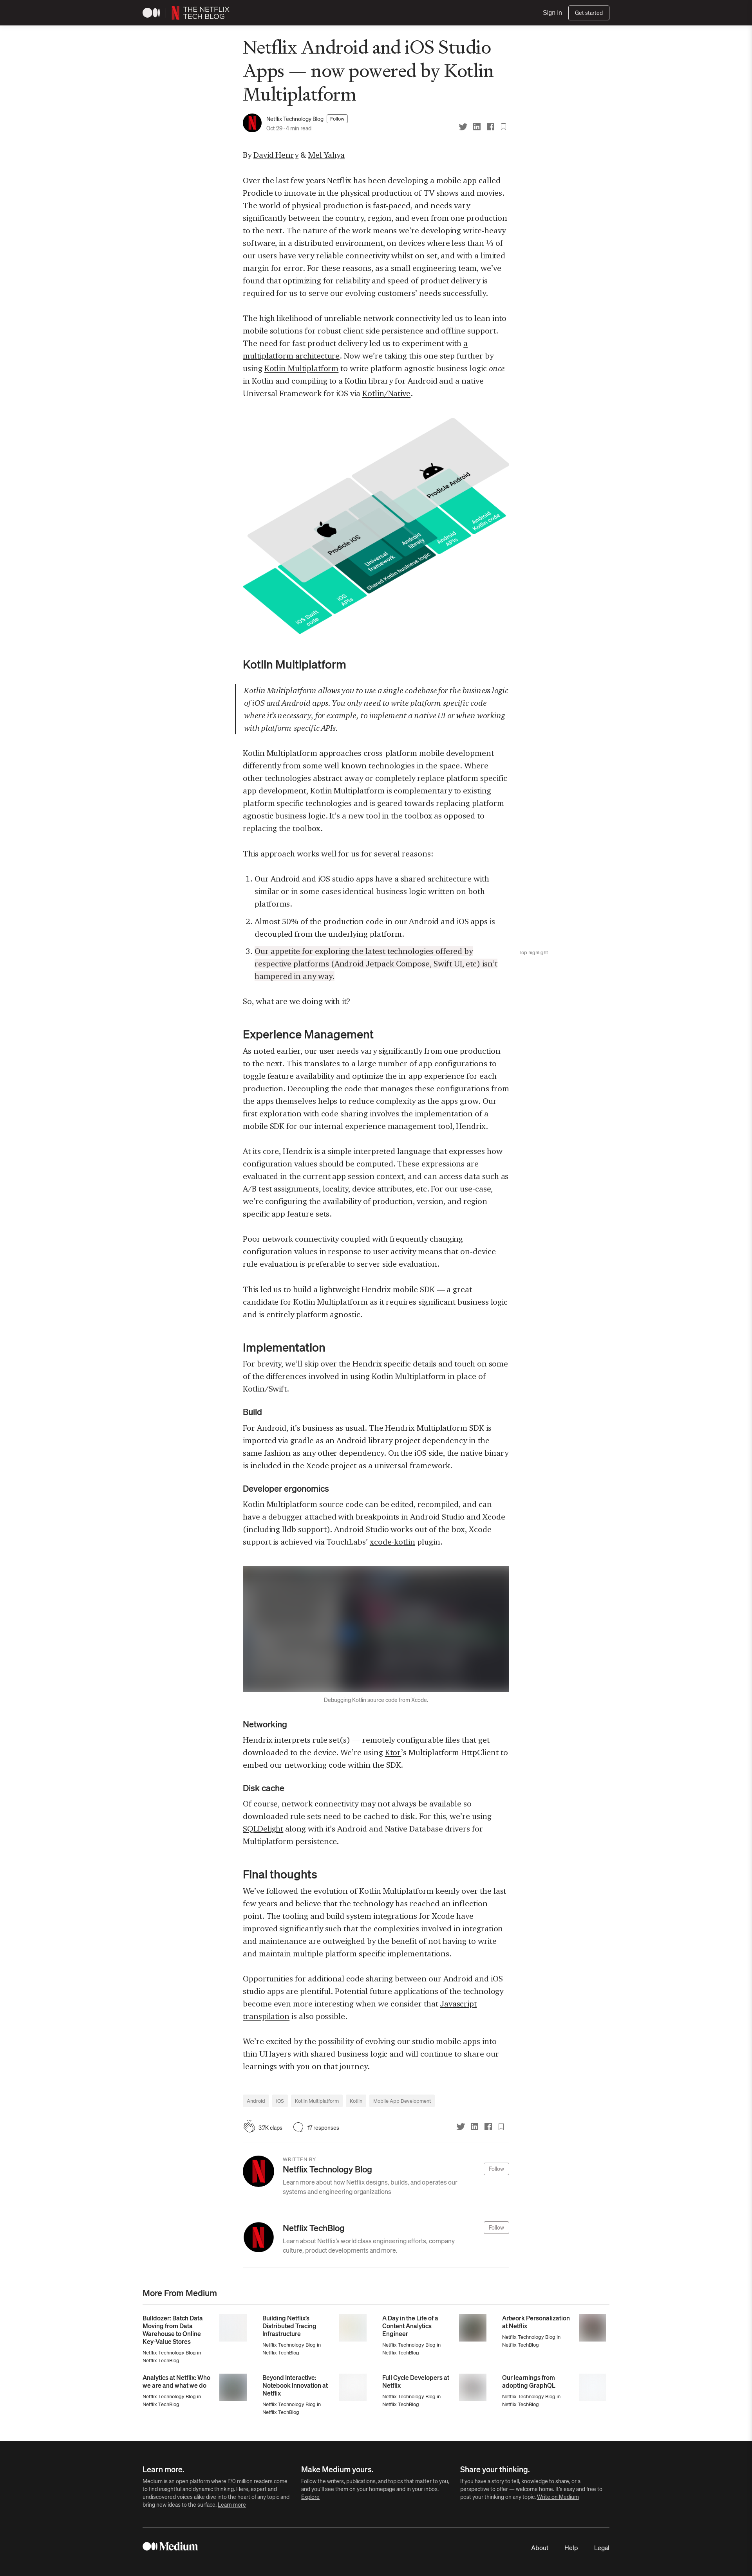 THE NETFLIX
TECH BLOG
Sign in
Get started
Netflix Android and iOS Studio
Apps — now powered by Kotlin
Multiplatform
Netflix Technology Blog
Follow
Oct 29 · 4 min read
By David Henry & Mel Yahya
Over the last few years Netflix has been developing a mobile app called
Prodicle to innovate in the physical production of TV shows and movies.
The world of physical production is fast-paced, and needs vary
significantly between the country, region, and even from one production
to the next. The nature of the work means we’re developing write-heavy
software, in a distributed environment, on devices where less than ⅓ of
our users have very reliable connectivity whilst on set, and with a limited
margin for error. For these reasons, as a small engineering team, we’ve
found that optimizing for reliability and speed of product delivery is
required for us to serve our evolving customers’ needs successfully.
The high likelihood of unreliable network connectivity led us to lean into
mobile solutions for robust client side persistence and offline support.
The need for fast product delivery led us to experiment with a
multiplatform architecture. Now we’re taking this one step further by
using Kotlin Multiplatform to write platform agnostic business logic once
in Kotlin and compiling to a Kotlin library for Android and a native
Universal Framework for iOS via Kotlin/Native.
Prodicle Android
Prodicle iOS
Android
Kotlin code
Android
APIs
Android
library
Universal
framework
Shared Kotlin business logic
iOS
APIs
iOS Swift
code
Kotlin Multiplatform
Kotlin Multiplatform allows you to use a single codebase for the business logic
of iOS and Android apps. You only need to write platform-specific code
where it’s necessary, for example, to implement a native UI or when working
with platform-specific APIs.
Kotlin Multiplatform approaches cross-platform mobile development
differently from some well known technologies in the space. Where
other technologies abstract away or completely replace platform specific
app development, Kotlin Multiplatform is complementary to existing
platform specific technologies and is geared towards replacing platform
agnostic business logic. It’s a new tool in the toolbox as opposed to
replacing the toolbox.
This approach works well for us for several reasons:
1. Our Android and iOS studio apps have a shared architecture with
similar or in some cases identical business logic written on both
platforms.
2. Almost 50% of the production code in our Android and iOS apps is
decoupled from the underlying platform.
3. Our appetite for exploring the latest technologies offered by
Top highlight
respective platforms (Android Jetpack Compose, Swift UI, etc) isn’t
hampered in any way.
So, what are we doing with it?
Experience Management
As noted earlier, our user needs vary significantly from one production
to the next. This translates to a large number of app configurations to
toggle feature availability and optimize the in-app experience for each
production. Decoupling the code that manages these configurations from
the apps themselves helps to reduce complexity as the apps grow. Our
first exploration with code sharing involves the implementation of a
mobile SDK for our internal experience management tool, Hendrix.
At its core, Hendrix is a simple interpreted language that expresses how
configuration values should be computed. These expressions are
evaluated in the current app session context, and can access data such as
A/B test assignments, locality, device attributes, etc. For our use-case,
we’re configuring the availability of production, version, and region
specific app feature sets.
Poor network connectivity coupled with frequently changing
configuration values in response to user activity means that on-device
rule evaluation is preferable to server-side evaluation.
This led us to build a lightweight Hendrix mobile SDK — a great
candidate for Kotlin Multiplatform as it requires significant business logic
and is entirely platform agnostic.
Implementation
For brevity, we’ll skip over the Hendrix specific details and touch on some
of the differences involved in using Kotlin Multiplatform in place of
Kotlin/Swift.
Build
For Android, it’s business as usual. The Hendrix Multiplatform SDK is
imported via gradle as an Android library project dependency in the
same fashion as any other dependency. On the iOS side, the native binary
is included in the Xcode project as a universal framework.
Developer ergonomics
Kotlin Multiplatform source code can be edited, recompiled, and can
have a debugger attached with breakpoints in Android Studio and Xcode
(including lldb support). Android Studio works out of the box, Xcode
support is achieved via TouchLabs’ xcode-kotlin plugin.
Debugging Kotlin source code from Xcode.
Networking
Hendrix interprets rule set(s) — remotely configurable files that get
downloaded to the device. We’re using Ktor’s Multiplatform HttpClient to
embed our networking code within the SDK.
Disk cache
Of course, network connectivity may not always be available so
downloaded rule sets need to be cached to disk. For this, we’re using
SQLDelight along with it’s Android and Native Database drivers for
Multiplatform persistence.
Final thoughts
We’ve followed the evolution of Kotlin Multiplatform keenly over the last
few years and believe that the technology has reached an inflection
point. The tooling and build system integrations for Xcode have
improved significantly such that the complexities involved in integration
and maintenance are outweighed by the benefit of not having to write
and maintain multiple platform specific implementations.
Opportunities for additional code sharing between our Android and iOS
studio apps are plentiful. Potential future applications of the technology
become even more interesting when we consider that Javascript
transpilation is also possible.
We’re excited by the possibility of evolving our studio mobile apps into
thin UI layers with shared business logic and will continue to share our
learnings with you on that journey.
Android
iOS
Kotlin Multiplatform
Kotlin
Mobile App Development
3.7K claps
17 responses
WRITTEN BY
Netflix Technology Blog
Follow
Learn more about how Netflix designs, builds, and operates our
systems and engineering organizations
Netflix TechBlog
Follow
Learn about Netflix’s world class engineering efforts, company
culture, product developments and more.
More From Medium
Bulldozer: Batch Data
Moving from Data
Warehouse to Online
Key-Value Stores
Netflix Technology Blog in
Netflix TechBlog
Building Netflix’s
Distributed Tracing
Infrastructure
Netflix Technology Blog in
Netflix TechBlog
A Day in the Life of a
Content Analytics
Engineer
Netflix Technology Blog in
Netflix TechBlog
Artwork Personalization
at Netflix
Netflix Technology Blog in
Netflix TechBlog
Analytics at Netflix: Who
we are and what we do
Netflix Technology Blog in
Netflix TechBlog
Beyond Interactive:
Notebook Innovation at
Netflix
Netflix Technology Blog in
Netflix TechBlog
Full Cycle Developers at
Netflix
Netflix Technology Blog in
Netflix TechBlog
Our learnings from
adopting GraphQL
Netflix Technology Blog in
Netflix TechBlog
Learn more.
Medium is an open platform where 170 million readers come
to find insightful and dynamic thinking. Here, expert and
undiscovered voices alike dive into the heart of any topic and
bring new ideas to the surface. Learn more
Make Medium yours.
Follow the writers, publications, and topics that matter to you,
and you’ll see them on your homepage and in your inbox.
Explore
Share your thinking.
If you have a story to tell, knowledge to share, or a
perspective to offer — welcome home. It’s easy and free to
post your thinking on any topic. Write on Medium
Medium
About
Help
Legal